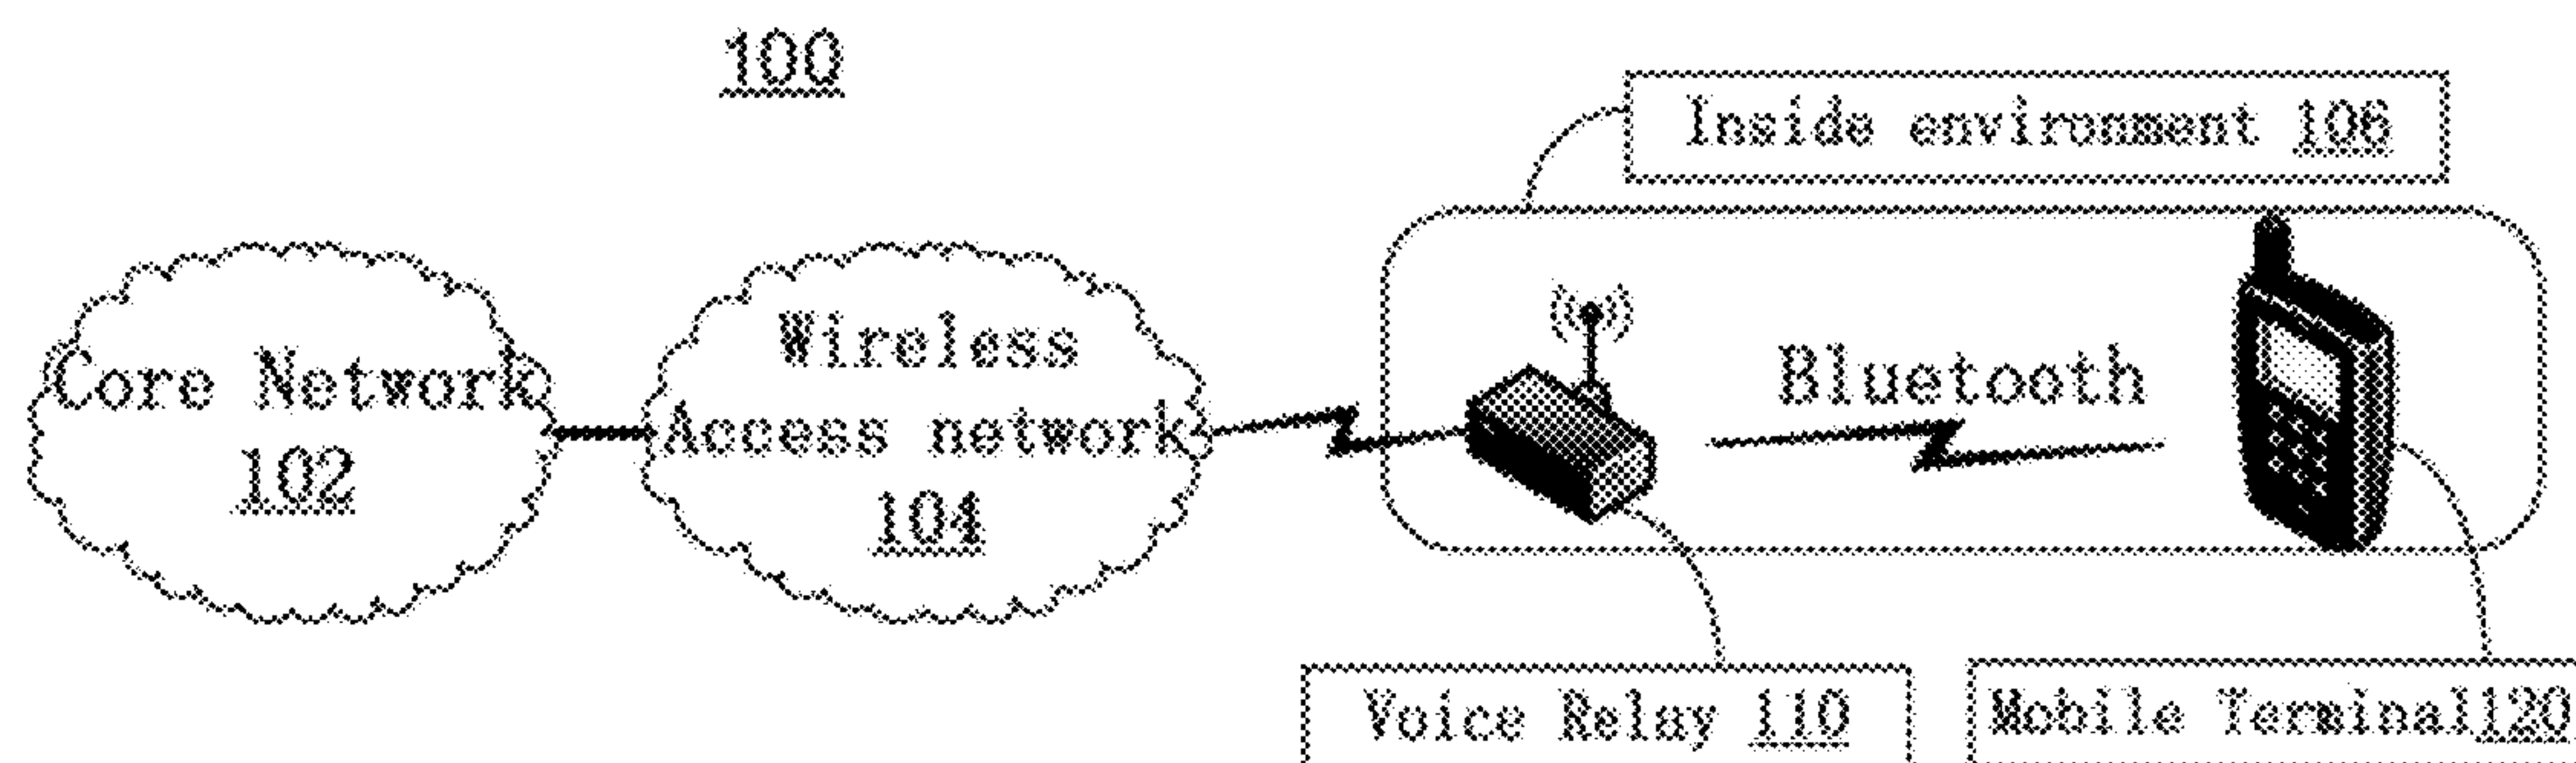 100
Inside environment 106
Core Network
102
Wireless
Access network
104
Bluetooth
Voice Relay 110
Mobile Terminal120